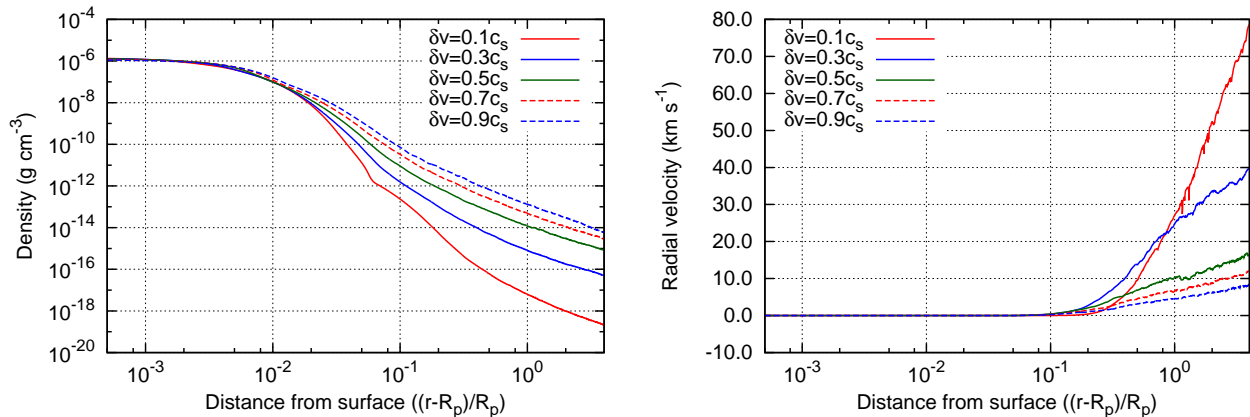 10^-4
10^-6
10^-8
10^-10
10^-12
10^-14
10^-16
10^-18
10^-20
Density (g cm^-3)
δv=0.1c_s
δv=0.3c_s
δv=0.5c_s
δv=0.7c_s
δv=0.9c_s
10^-3 10^-2 10^-1 10^0
Distance from surface ((r-R_p)/R_p)
80.0
70.0
60.0
50.0
40.0
30.0
20.0
10.0
0.0
-10.0
Radial velocity (km s^-1)
δv=0.1c_s
δv=0.3c_s
δv=0.5c_s
δv=0.7c_s
δv=0.9c_s
10^-3 10^-2 10^-1 10^0
Distance from surface ((r-R_p)/R_p)